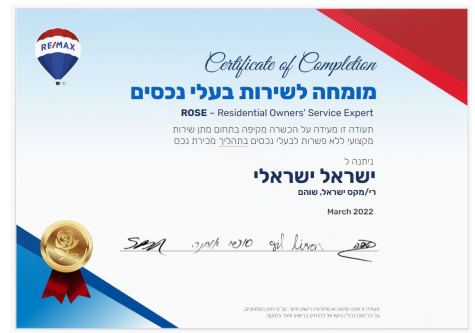 RE/MAX
Certificate of Completion
מומחה לשירות בעלי נכסים
ROSE – Residential Owners' Service Expert
תעודה זו מעידה על הכשרה מקיפה בתחום מתן שירות
מקצועי ללא פשרות לבעלי נכסים בתהליך מכירת נכס
ניתנה ל
ישראל ישראלי
רי/מקס ישראל, שוהם
March 2022